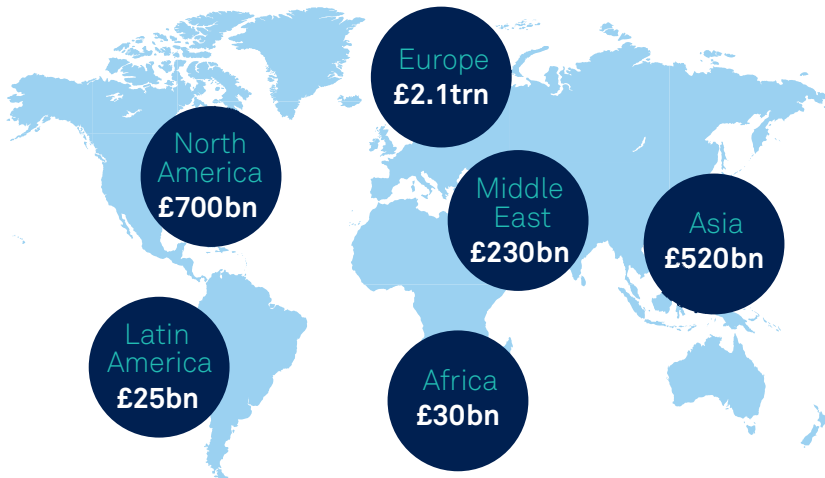 Europe
£2.1trn
North
America
£700bn
Middle
East
£230bn
Asia
£520bn
Latin
America
£25bn
Africa
£30bn